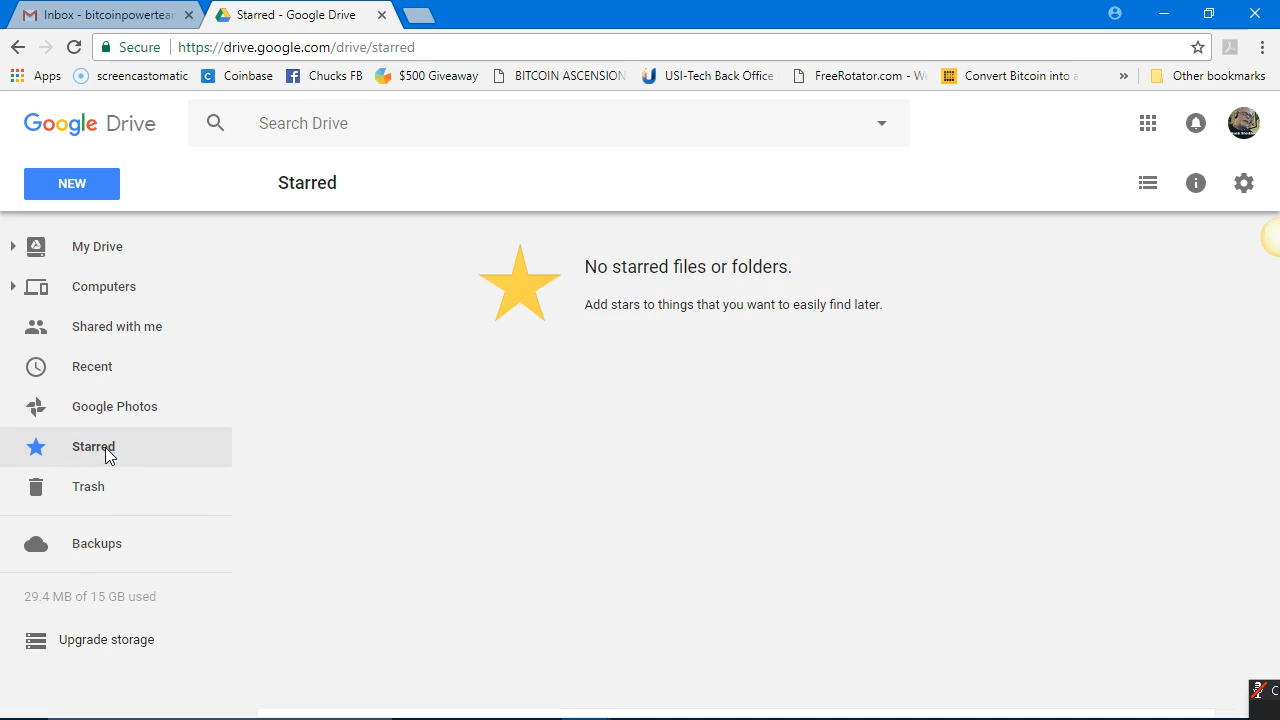 Inbox - bitcoinpowertear
Starred - Google Drive
Secure https://drive.google.com/drive/starred
Apps screencastomatic Coinbase Chucks FB $500 Giveaway BITCOIN ASCENSION USI-Tech Back Office FreeRotator.com - We Convert Bitcoin into a » Other bookmarks
Google Drive
Search Drive
NEW
Starred
My Drive
Computers
Shared with me
Recent
Google Photos
Starred
Trash
Backups
29.4 MB of 15 GB used
Upgrade storage
No starred files or folders.
Add stars to things that you want to easily find later.
C